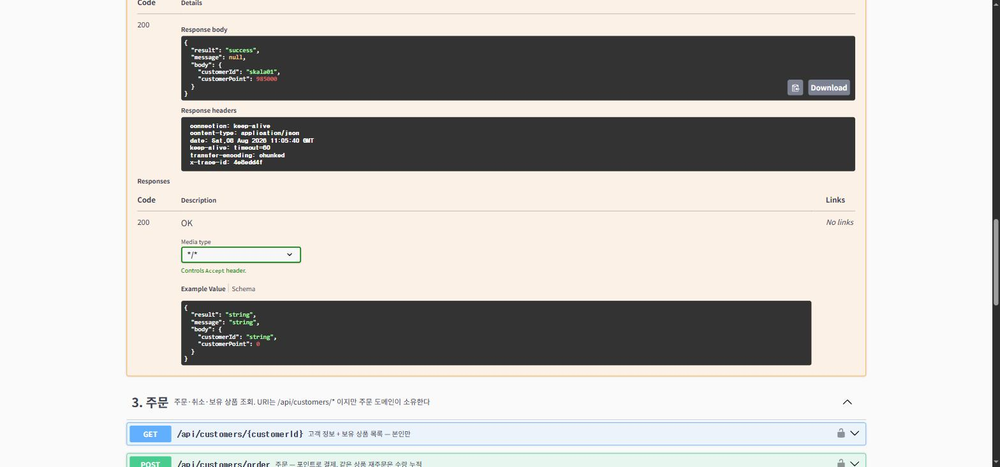 Code Details
200
Response body
{
"result": "success",
"message": null,
"body": {
"customerId": "skala01",
"customerPoint": 985000
}
}
Download
Response headers
connection: keep-alive
content-type: application/json
date: Sat,08 Aug 2026 11:05:40 GMT
keep-alive: timeout=60
transfer-encoding: chunked
x-trace-id: 4e8edd4f
Responses
Code Description Links
200 OK No links
Media type
*/*
Controls Accept header.
Example Value Schema
{
"result": "string",
"message": "string",
"body": {
"customerId": "string",
"customerPoint": 0
}
}
3. 주문 주문·취소·보유 상품 조회. URI는 /api/customers/* 이지만 주문 도메인이 소유한다
GET /api/customers/{customerId} 고객 정보 + 보유 상품 목록 — 본인만
POST /api/customers/order 주문 — 포인트로 결제. 같은 상품 재주문은 수량 누적